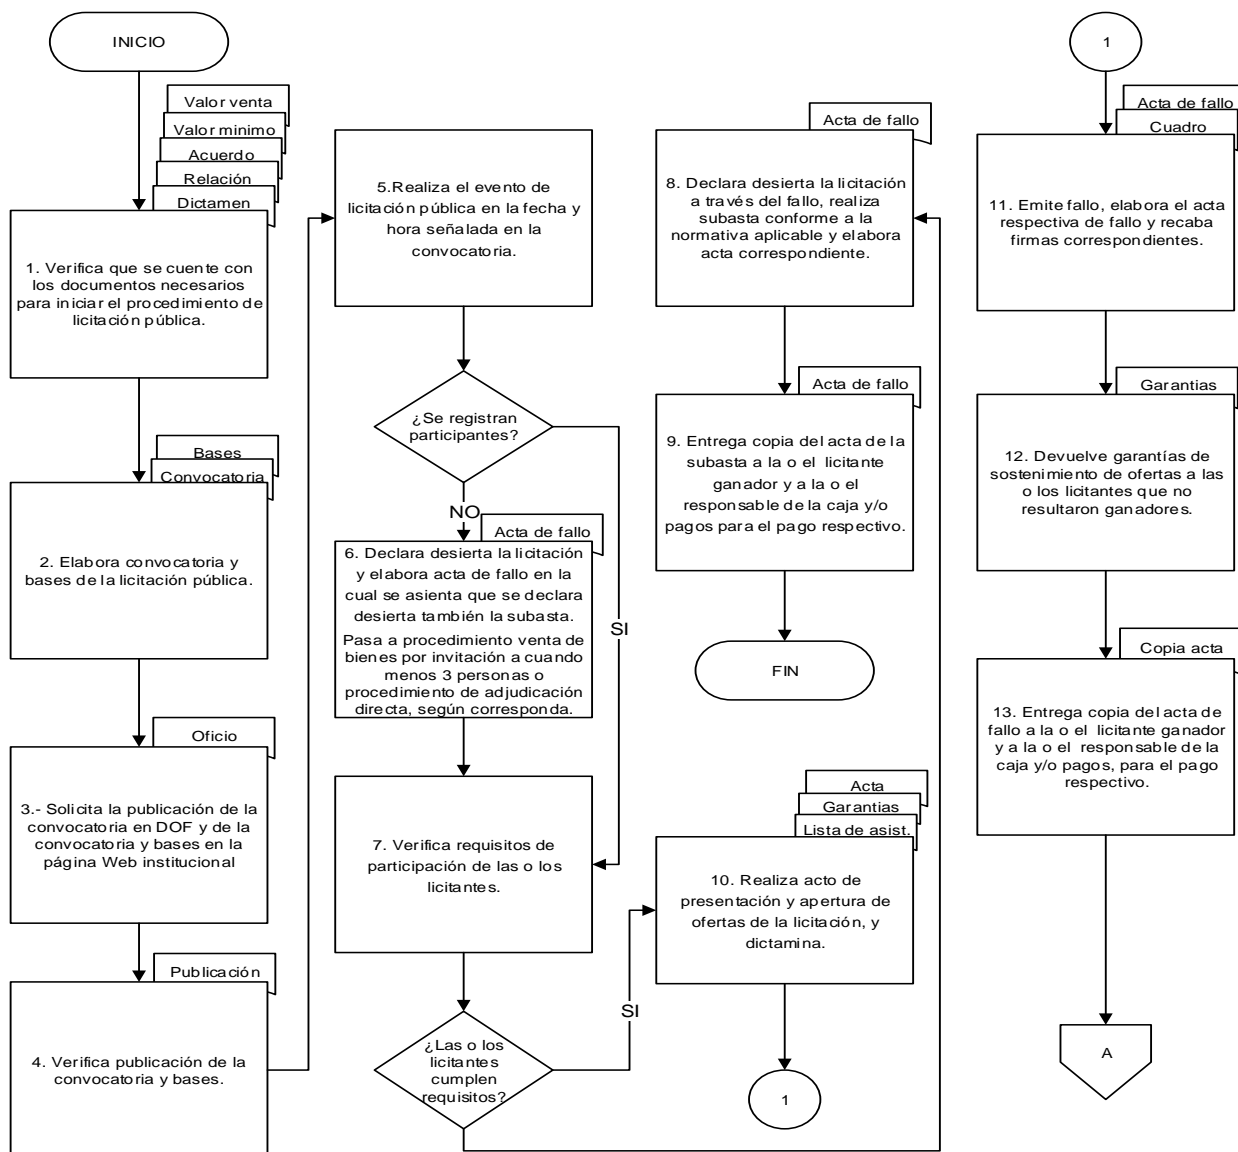 INICIO
Valor venta
Valor minimo
Acuerdo
Relación
Dictamen
1. Verifica que se cuente con
los documentos necesarios
para iniciar el procedimiento de
licitación pública.
Bases
Convocatoria
2. Elabora convocatoria y
bases de la licitación pública.
Oficio
3.- Solicita la publicación de la
convocatoria en DOF y de la
convocatoria y bases en la
página Web institucional
Publicación
4. Verifica publicación de la
convocatoria y bases.
5.Realiza el evento de
licitación pública en la fecha y
hora señalada en la
convocatoria.
¿Se registran
participantes?
NO
SI
Acta de fallo
6. Declara desierta la licitación
y elabora acta de fallo en la
cual se asienta que se declara
desierta también la subasta.
Pasa a procedimiento venta de
bienes por invitación a cuando
menos 3 personas o
procedimiento de adjudicación
directa, según corresponda.
7. Verifica requisitos de
participación de las o los
licitantes.
¿Las o los
licitantes
cumplen
requisitos?
SI
Acta de fallo
8. Declara desierta la licitación
a través del fallo, realiza
subasta conforme a la
normativa aplicable y elabora
acta correspondiente.
Acta de fallo
9. Entrega copia del acta de la
subasta a la o el licitante
ganador y a la o el
responsable de la caja y/o
pagos para el pago respectivo.
FIN
Acta
Garantias
Lista de asist.
10. Realiza acto de
presentación y apertura de
ofertas de la licitación, y
dictamina.
1
1
Acta de fallo
Cuadro
11. Emite fallo, elabora el acta
respectiva de fallo y recaba
firmas correspondientes.
Garantias
12. Devuelve garantías de
sostenimiento de ofertas a las
o los licitantes que no
resultaron ganadores.
Copia acta
13. Entrega copia del acta de
fallo a la o el licitante ganador
y a la o el responsable de la
caja y/o pagos, para el pago
respectivo.
A